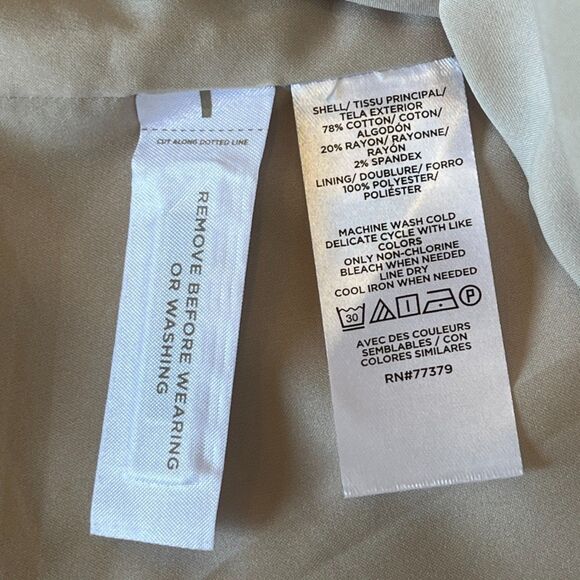 CUT ALONG DOTTED LINE
REMOVE BEFORE WEARING
OR WASHING
SHELL/ TISSU PRINCIPAL/
TELA EXTERIOR
78% COTTON/ COTON/
ALGODÓN
20% RAYON/ RAYONNE/
RAYÓN
2% SPANDEX
LINING/ DOUBLURE/ FORRO
100% POLYESTER/
POLIÉSTER
MACHINE WASH COLD
DELICATE CYCLE WITH LIKE
COLORS
ONLY NON-CHLORINE
BLEACH WHEN NEEDED
LINE DRY
COOL IRON WHEN NEEDED
30 P
AVEC DES COULEURS
SEMBLABLES / CON
COLORES SIMILARES
RN#77379